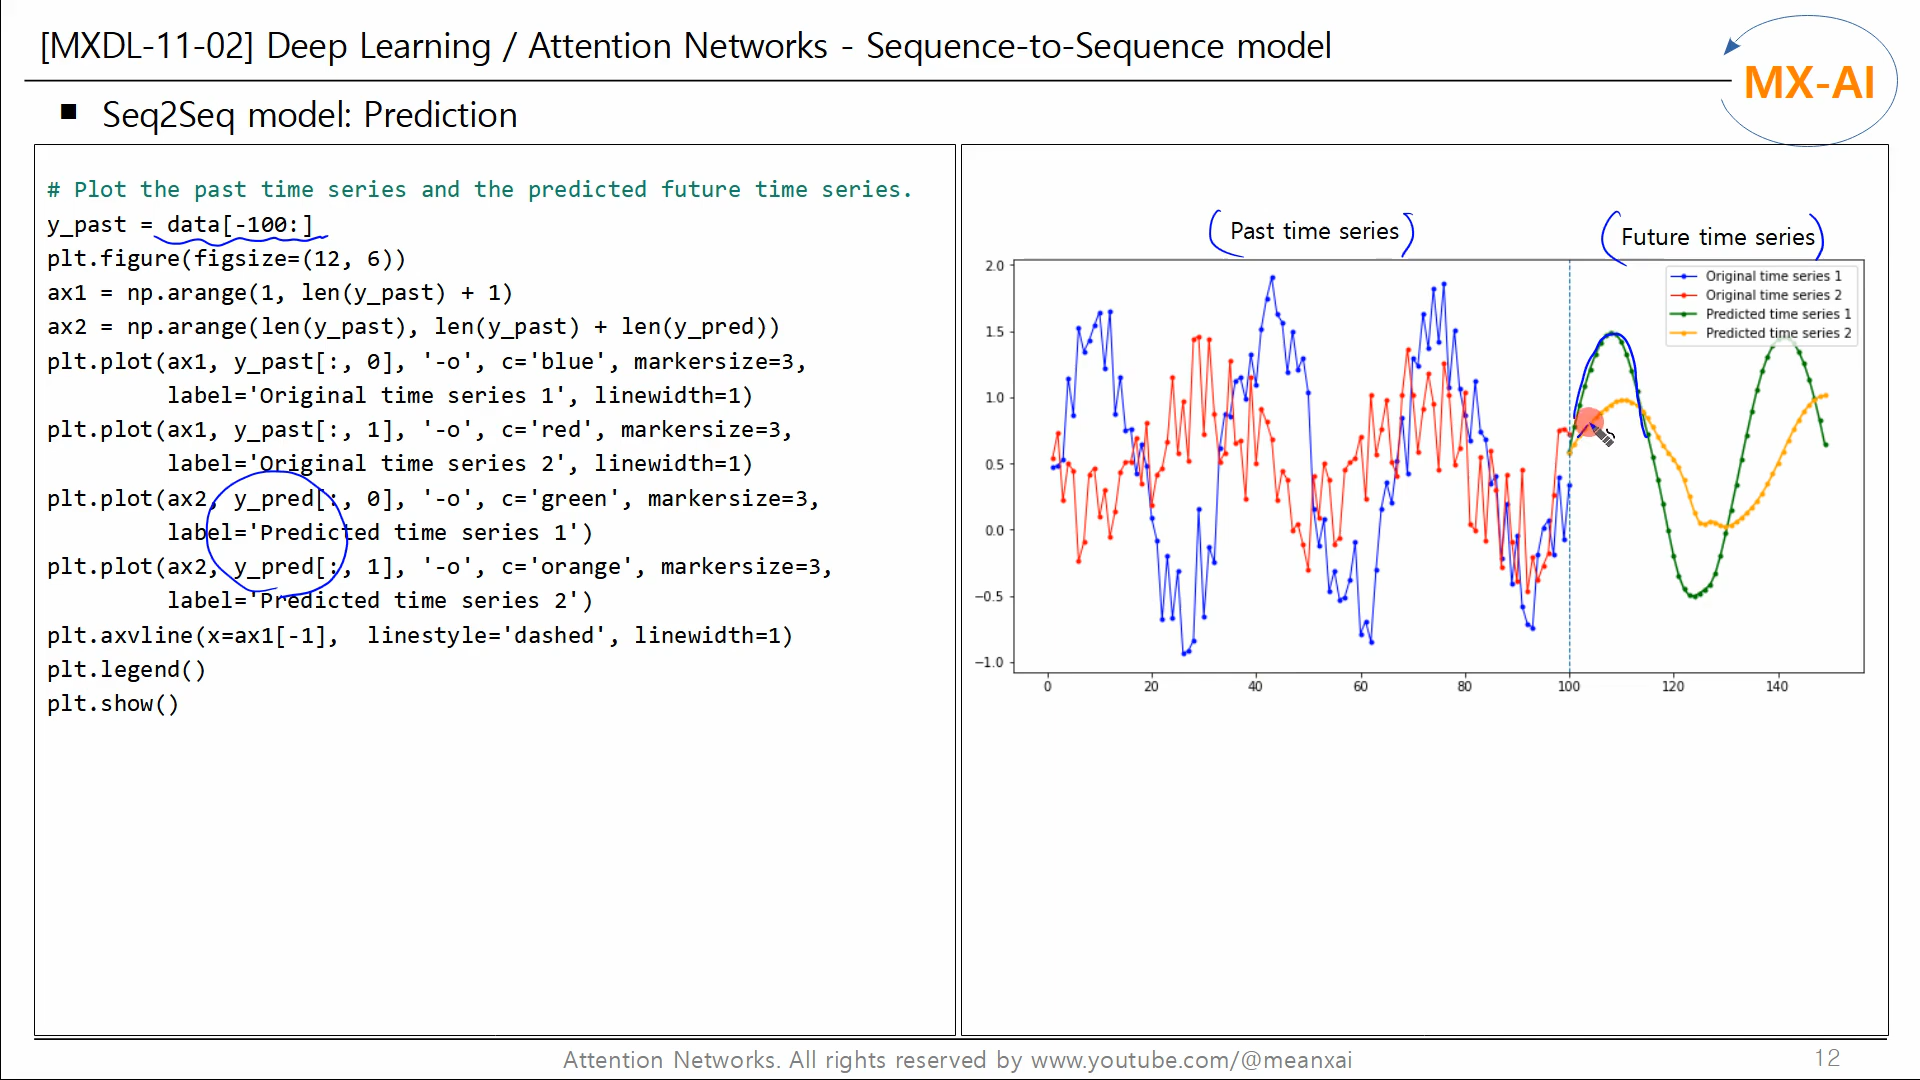 [MXDL-11-02] Deep Learning / Attention Networks - Sequence-to-Sequence model
MX-AI
■ Seq2Seq model: Prediction
# Plot the past time series and the predicted future time series.
y_past = data[-100:]
plt.figure(figsize=(12, 6))
ax1 = np.arange(1, len(y_past) + 1)
ax2 = np.arange(len(y_past), len(y_past) + len(y_pred))
plt.plot(ax1, y_past[:, 0], '-o', c='blue', markersize=3,
label='Original time series 1', linewidth=1)
plt.plot(ax1, y_past[:, 1], '-o', c='red', markersize=3,
label='Original time series 2', linewidth=1)
plt.plot(ax2, y_pred[:, 0], '-o', c='green', markersize=3,
label='Predicted time series 1')
plt.plot(ax2, y_pred[:, 1], '-o', c='orange', markersize=3,
label='Predicted time series 2')
plt.axvline(x=ax1[-1],  linestyle='dashed', linewidth=1)
plt.legend()
plt.show()
Past time series
Future time series
Original time series 1
Original time series 2
Predicted time series 1
Predicted time series 2
2.0
1.5
1.0
0.5
0.0
−0.5
−1.0
0 20 40 60 80 100 120 140
Attention Networks. All rights reserved by www.youtube.com/@meanxai
12